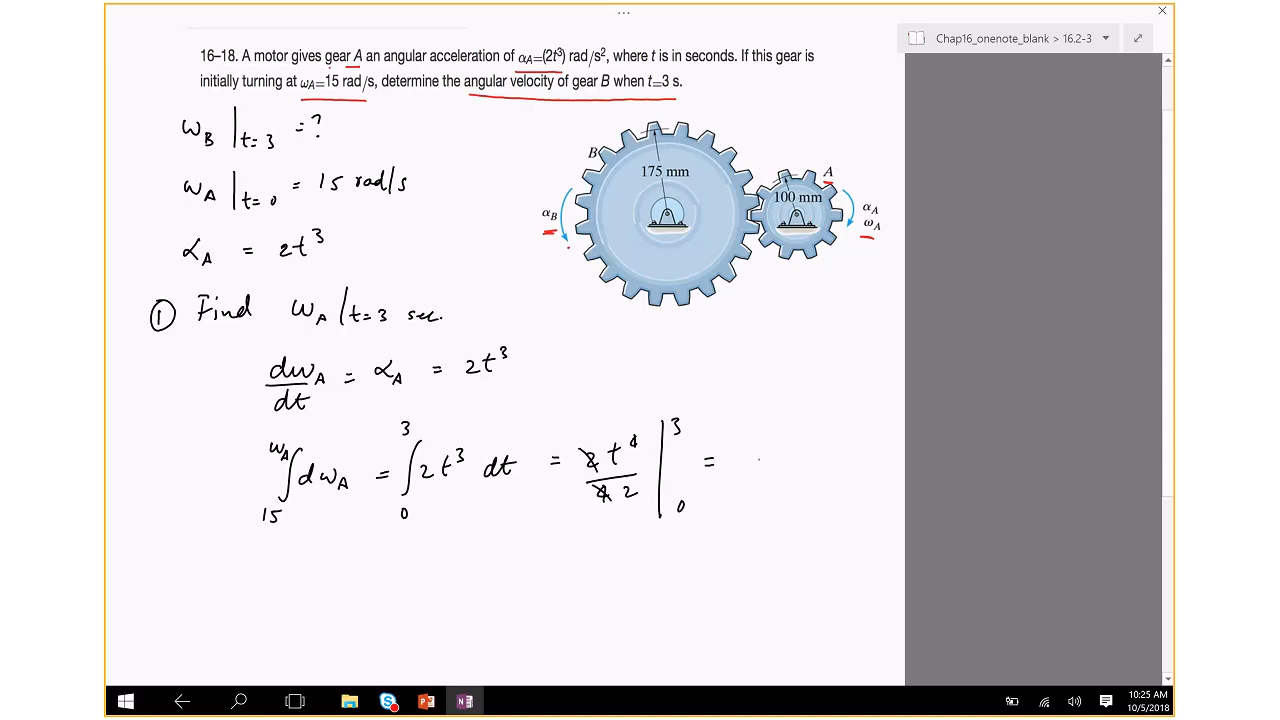 ...
Chap16_onenote_blank > 16.2-3
16–18. A motor gives gear A an angular acceleration of αA=(2t³) rad/s², where t is in seconds. If this gear is
initially turning at ωA=15 rad/s, determine the angular velocity of gear B when t=3 s.
ωB |t=3 = ?
ωA |t=0 = 15 rad/s
αA = 2t³
B
175 mm
A
100 mm
αB
αA
ωA
① Find ωA |t=3 sec.
dωA/dt = αA = 2t³
∫₁₅^ωA dωA = ∫₀³ 2t³ dt = 2t⁴/4 2 |₀³ =
10:25 AM
10/5/2018